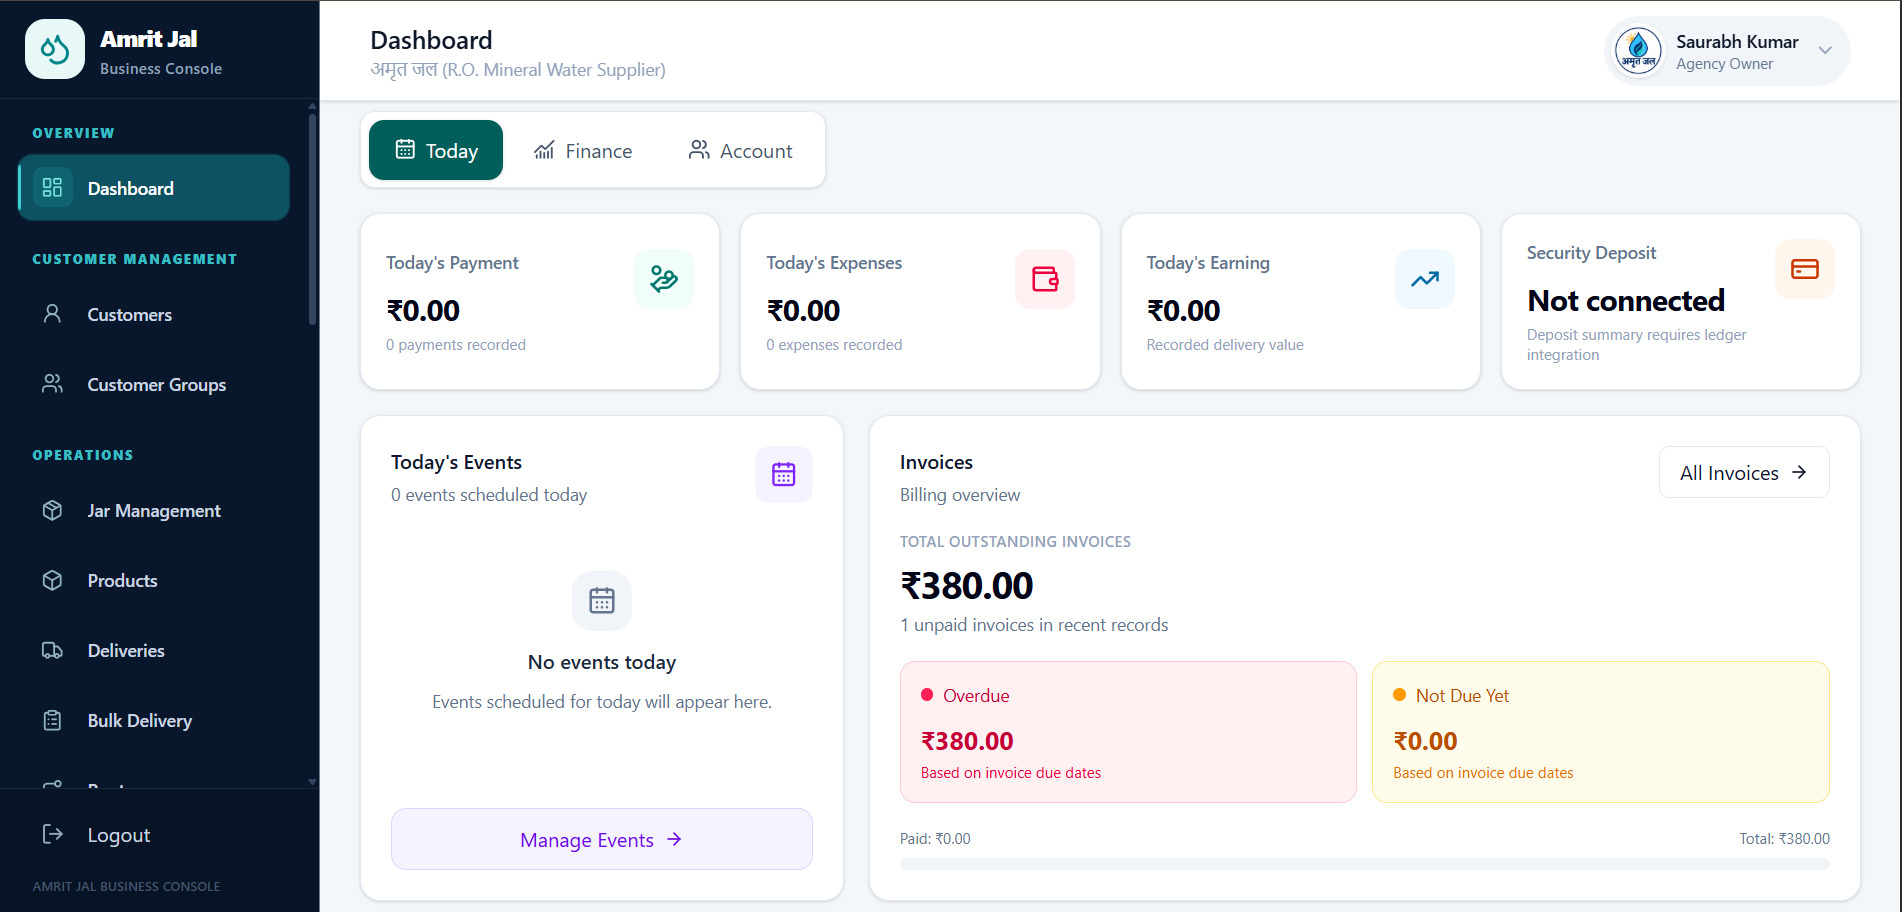 Amrit Jal
Business Console
OVERVIEW
Dashboard
CUSTOMER MANAGEMENT
Customers
Customer Groups
OPERATIONS
Jar Management
Products
Deliveries
Bulk Delivery
Logout
AMRIT JAL BUSINESS CONSOLE
Dashboard
अमृत जल (R.O. Mineral Water Supplier)
अमृत जल
Saurabh Kumar
Agency Owner
Today
Finance
Account
Today's Payment
₹0.00
0 payments recorded
Today's Expenses
₹0.00
0 expenses recorded
Today's Earning
₹0.00
Recorded delivery value
Security Deposit
Not connected
Deposit summary requires ledger
integration
Today's Events
0 events scheduled today
No events today
Events scheduled for today will appear here.
Manage Events
Invoices
Billing overview
All Invoices
TOTAL OUTSTANDING INVOICES
₹380.00
1 unpaid invoices in recent records
Overdue
₹380.00
Based on invoice due dates
Not Due Yet
₹0.00
Based on invoice due dates
Paid: ₹0.00
Total: ₹380.00